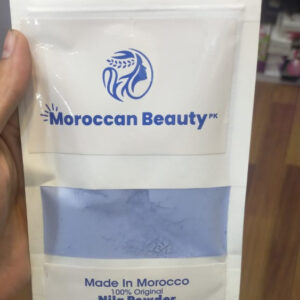 Moroccan Beauty PK
Made In Morocco
100% Original
Nila Powder